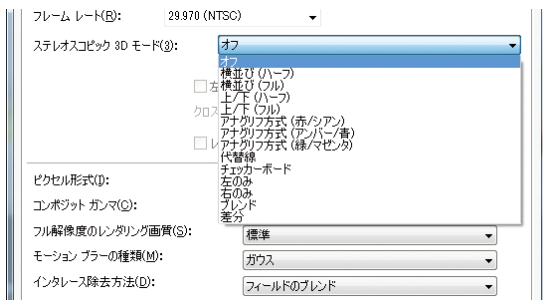 フレーム レート(R): 29.970 (NTSC)
ステレオスコピック 3D モード(3): オフ
オフ
横並び (ハーフ)
左 横並び (フル)
上/下 (ハーフ)
クロス 上/下 (フル)
アナグリフ方式 (赤/シアン)
アナグリフ方式 (アンバー/青)
レ アナグリフ方式 (緑/マゼンタ)
代替線
チェッカーボード
左のみ
ピクセル形式(I): 右のみ
ブレンド
コンポジット ガンマ(C): 差分
フル解像度のレンダリング画質(S): 標準
モーション ブラーの種類(M): ガウス
インタレース除去方法(D): フィールドのブレンド